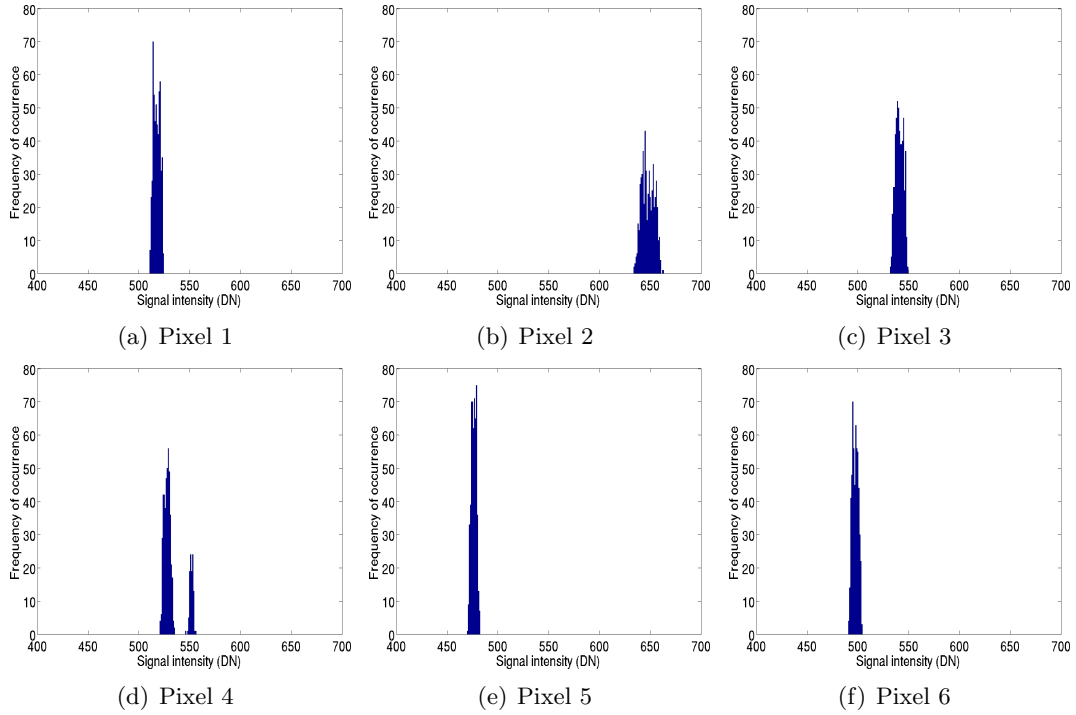 80
70
60
50
40
30
20
10
0
Frequency of occurrence
400 450 500 550 600 650 700
Signal intensity (DN)
(a) Pixel 1
80
70
60
50
40
30
20
10
0
Frequency of occurrence
400 450 500 550 600 650 700
Signal intensity (DN)
(b) Pixel 2
80
70
60
50
40
30
20
10
0
Frequency of occurrence
400 450 500 550 600 650 700
Signal intensity (DN)
(c) Pixel 3
80
70
60
50
40
30
20
10
0
Frequency of occurrence
400 450 500 550 600 650 700
Signal intensity (DN)
(d) Pixel 4
80
70
60
50
40
30
20
10
0
Frequency of occurrence
400 450 500 550 600 650 700
Signal intensity (DN)
(e) Pixel 5
80
70
60
50
40
30
20
10
0
Frequency of occurrence
400 450 500 550 600 650 700
Signal intensity (DN)
(f) Pixel 6